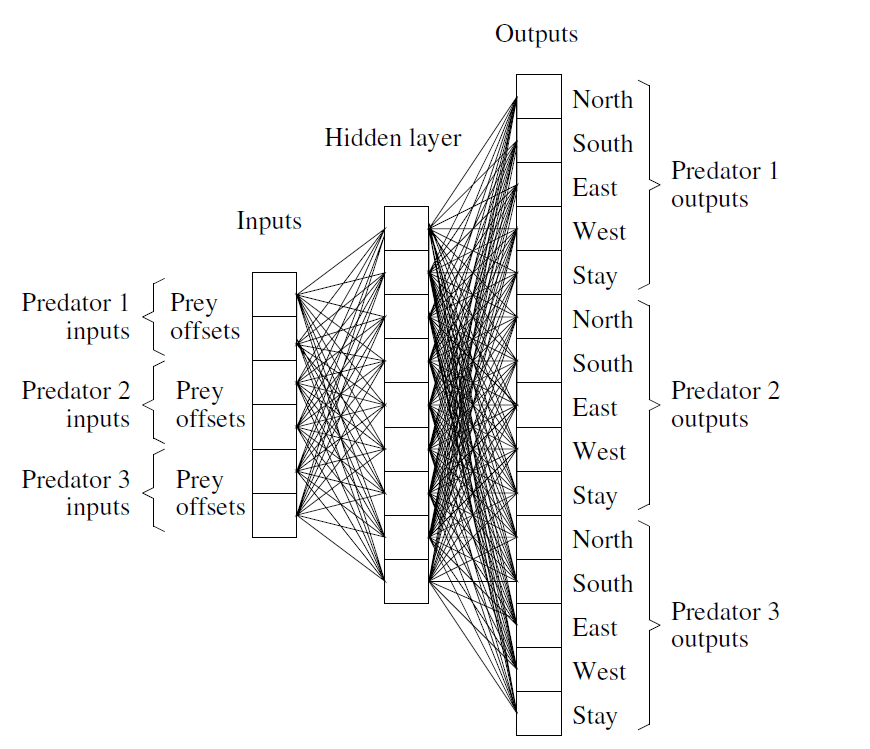 Outputs
Hidden layer
Inputs
Predator 1
inputs
Prey
offsets
Predator 2
inputs
Prey
offsets
Predator 3
inputs
Prey
offsets
North
South
East
West
Stay
Predator 1
outputs
North
South
East
West
Stay
Predator 2
outputs
North
South
East
West
Stay
Predator 3
outputs